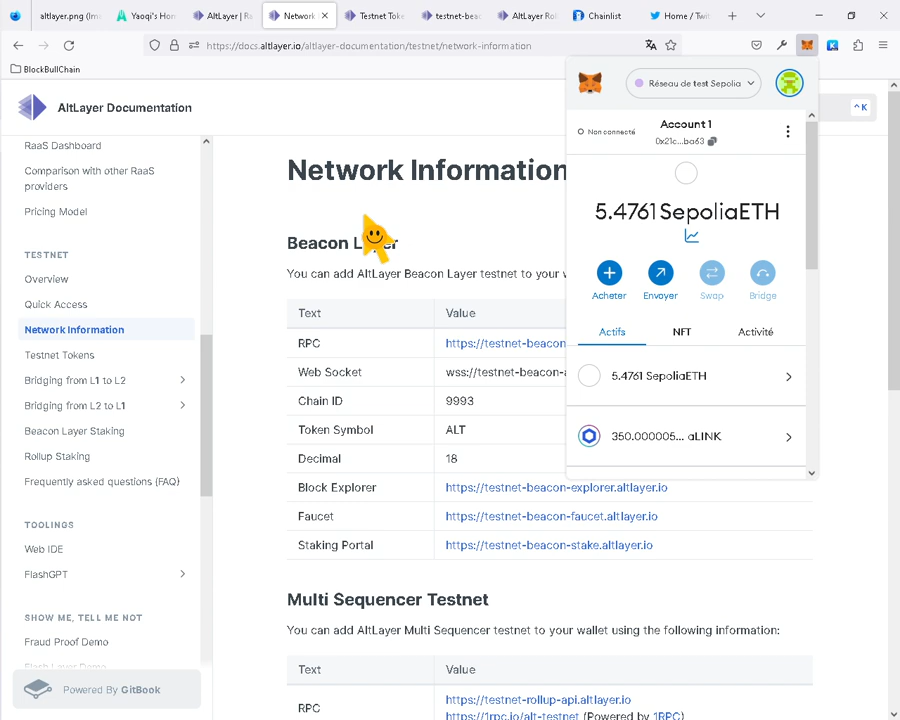 altlayer.png (Im
Yaoqi's Hon
AltLayer | Ra
Network
Testnet Toke
testnet-beac
AltLayer Rol
Chainlist
Home / Twit
https://docs.altlayer.io/altlayer-documentation/testnet/network-information
BlockBullChain
AltLayer Documentation
^ K
RaaS Dashboard
Comparison with other RaaS
providers
Pricing Model
TESTNET
Overview
Quick Access
Network Information
Testnet Tokens
Bridging from L1 to L2
Bridging from L2 to L1
Beacon Layer Staking
Rollup Staking
Frequently asked questions (FAQ)
TOOLINGS
Web IDE
FlashGPT
SHOW ME, TELL ME NOT
Fraud Proof Demo
Flash Layer Demo
Powered By GitBook
Network Information
Beacon Layer
You can add AltLayer Beacon Layer testnet to your w
Text Value
RPC https://testnet-beacon
Web Socket wss://testnet-beacon-a
Chain ID 9993
Token Symbol ALT
Decimal 18
Block Explorer https://testnet-beacon-explorer.altlayer.io
Faucet https://testnet-beacon-faucet.altlayer.io
Staking Portal https://testnet-beacon-stake.altlayer.io
Multi Sequencer Testnet
You can add AltLayer Multi Sequencer testnet to your wallet using the following information:
Text Value
RPC https://testnet-rollup-api.altlayer.io
https://1rpc.io/alt-testnet (Powered by 1RPC)
Réseau de test Sepolia
Non connecté
Account 1
0x21c...ba63
5.4761 SepoliaETH
Acheter Envoyer Swap Bridge
Actifs NFT Activité
5.4761 SepoliaETH
350.000005... aLINK